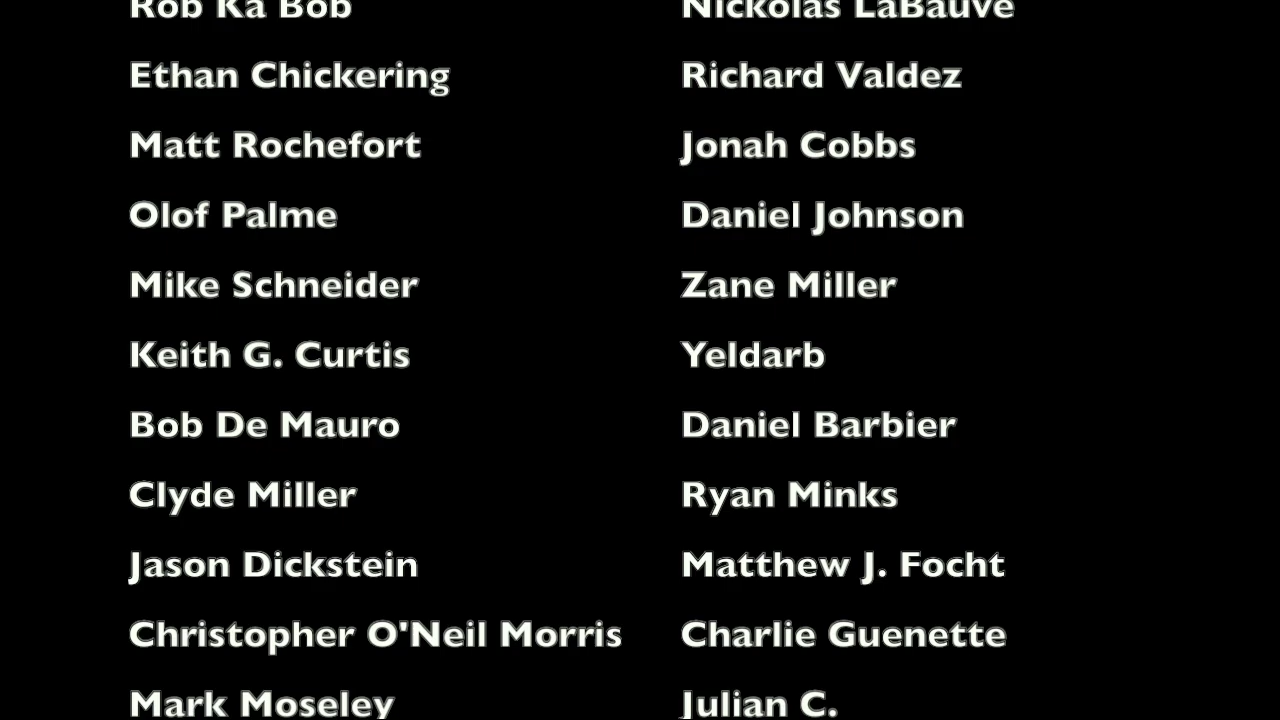 Rob Ka Bob
Nickolas LaBauve
Ethan Chickering
Richard Valdez
Matt Rochefort
Jonah Cobbs
Olof Palme
Daniel Johnson
Mike Schneider
Zane Miller
Keith G. Curtis
Yeldarb
Bob De Mauro
Daniel Barbier
Clyde Miller
Ryan Minks
Jason Dickstein
Matthew J. Focht
Christopher O'Neil Morris
Charlie Guenette
Mark Moseley
Julian C.